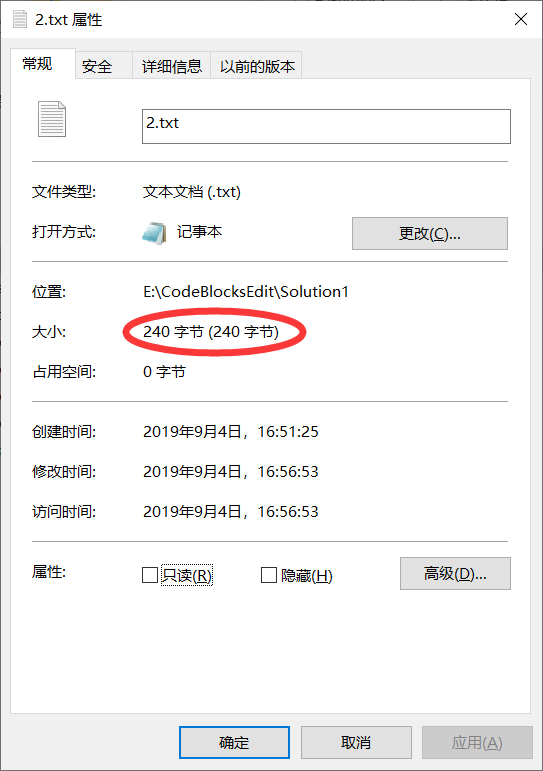 2.txt 属性
常规 安全 详细信息 以前的版本
2.txt
文件类型: 文本文档 (.txt)
打开方式: 记事本 更改(C)...
位置: E:\CodeBlocksEdit\Solution1
大小: 240 字节 (240 字节)
占用空间: 0 字节
创建时间: 2019年9月4日，16:51:25
修改时间: 2019年9月4日，16:56:53
访问时间: 2019年9月4日，16:56:53
属性: 只读(R) 隐藏(H) 高级(D)...
确定 取消 应用(A)